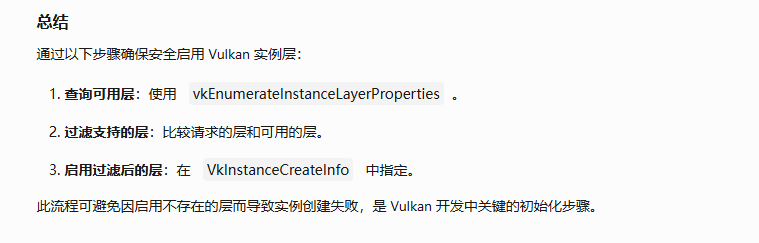 总结
通过以下步骤确保安全启用 Vulkan 实例层：
1. 查询可用层：使用 vkEnumerateInstanceLayerProperties 。
2. 过滤支持的层：比较请求的层和可用的层。
3. 启用过滤后的层：在 VkInstanceCreateInfo 中指定。
此流程可避免因启用不存在的层而导致实例创建失败，是 Vulkan 开发中关键的初始化步骤。